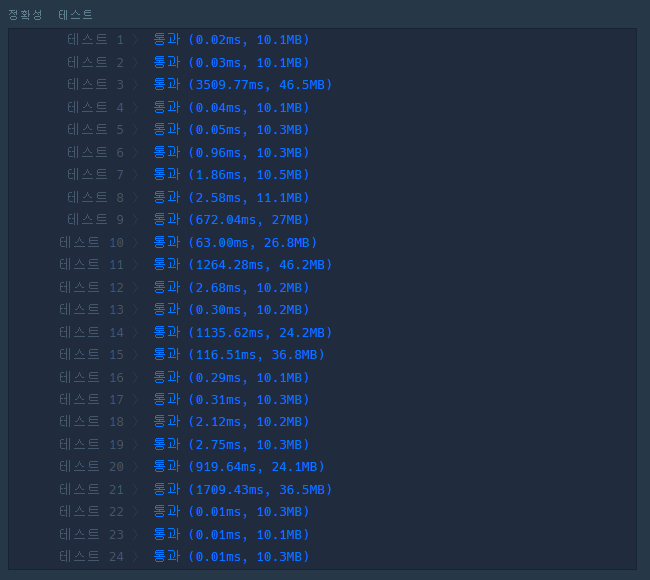 정확성 테스트
테스트 1 〉 통과 (0.02ms, 10.1MB)
테스트 2 〉 통과 (0.03ms, 10.1MB)
테스트 3 〉 통과 (3509.77ms, 46.5MB)
테스트 4 〉 통과 (0.04ms, 10.1MB)
테스트 5 〉 통과 (0.05ms, 10.3MB)
테스트 6 〉 통과 (0.96ms, 10.3MB)
테스트 7 〉 통과 (1.86ms, 10.5MB)
테스트 8 〉 통과 (2.58ms, 11.1MB)
테스트 9 〉 통과 (672.04ms, 27MB)
테스트 10 〉 통과 (63.00ms, 26.8MB)
테스트 11 〉 통과 (1264.28ms, 46.2MB)
테스트 12 〉 통과 (2.68ms, 10.2MB)
테스트 13 〉 통과 (0.30ms, 10.2MB)
테스트 14 〉 통과 (1135.62ms, 24.2MB)
테스트 15 〉 통과 (116.51ms, 36.8MB)
테스트 16 〉 통과 (0.29ms, 10.1MB)
테스트 17 〉 통과 (0.31ms, 10.3MB)
테스트 18 〉 통과 (2.12ms, 10.2MB)
테스트 19 〉 통과 (2.75ms, 10.3MB)
테스트 20 〉 통과 (919.64ms, 24.1MB)
테스트 21 〉 통과 (1709.43ms, 36.5MB)
테스트 22 〉 통과 (0.01ms, 10.3MB)
테스트 23 〉 통과 (0.01ms, 10.1MB)
테스트 24 〉 통과 (0.01ms, 10.3MB)